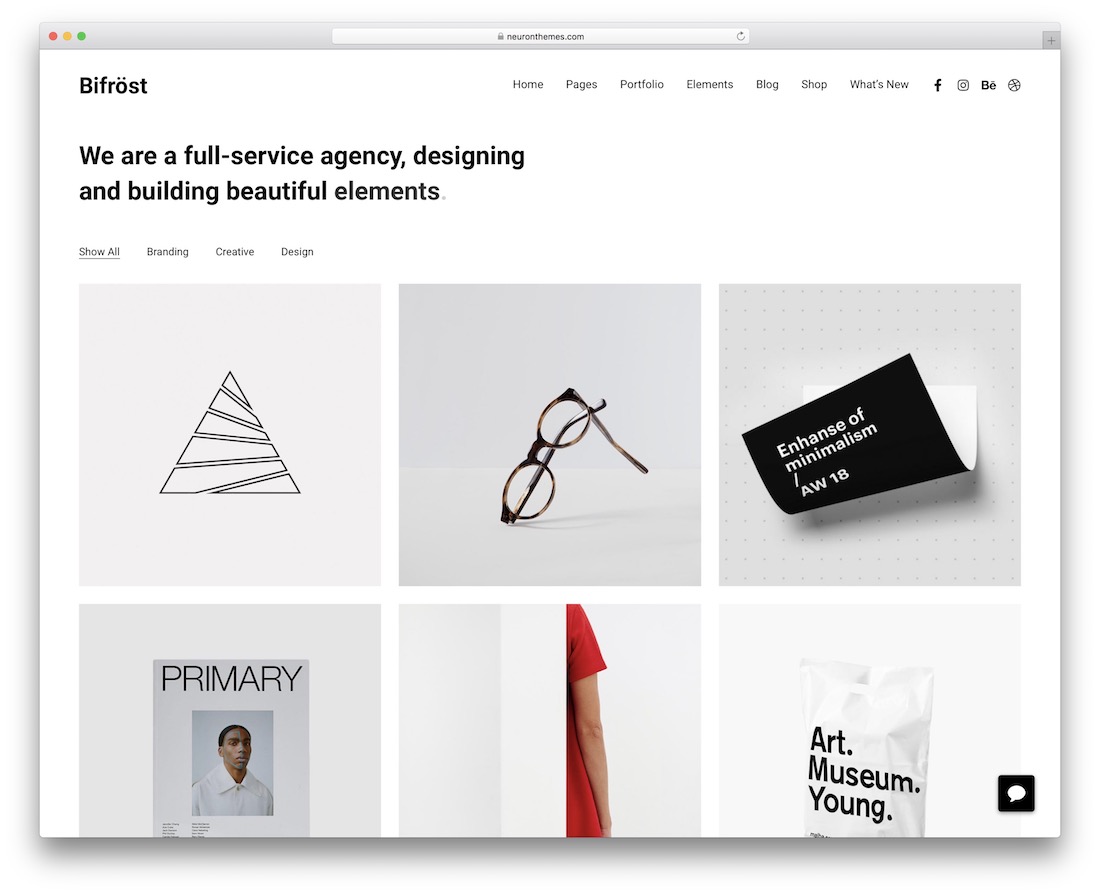 neuronthemes.com
Bifröst
Home Pages Portfolio Elements Blog Shop What's New Bē
We are a full-service agency, designing
and building beautiful elements.
Show All Branding Creative Design
Enhanse of
minimalism
/
AW 18
PRIMARY
Art.
Museum.
Young.